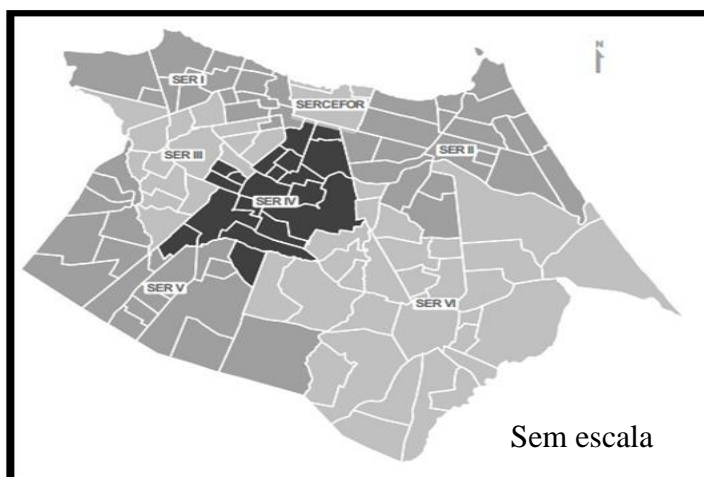 N
SER I
SERCEFOR
SER II
SER III
SER IV
SER V
SER VI
Sem escala